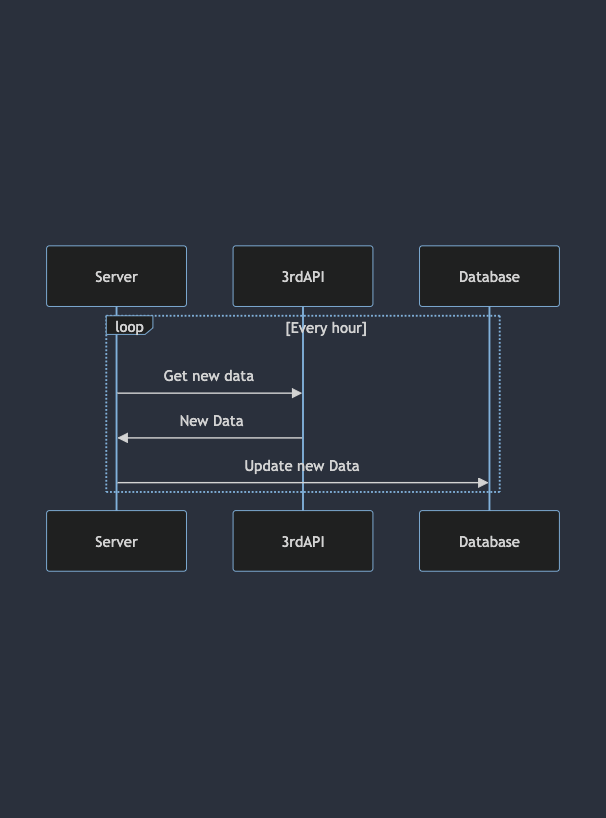 Server
3rdAPI
Database
loop
[Every hour]
Get new data
New Data
Update new Data
Server
3rdAPI
Database